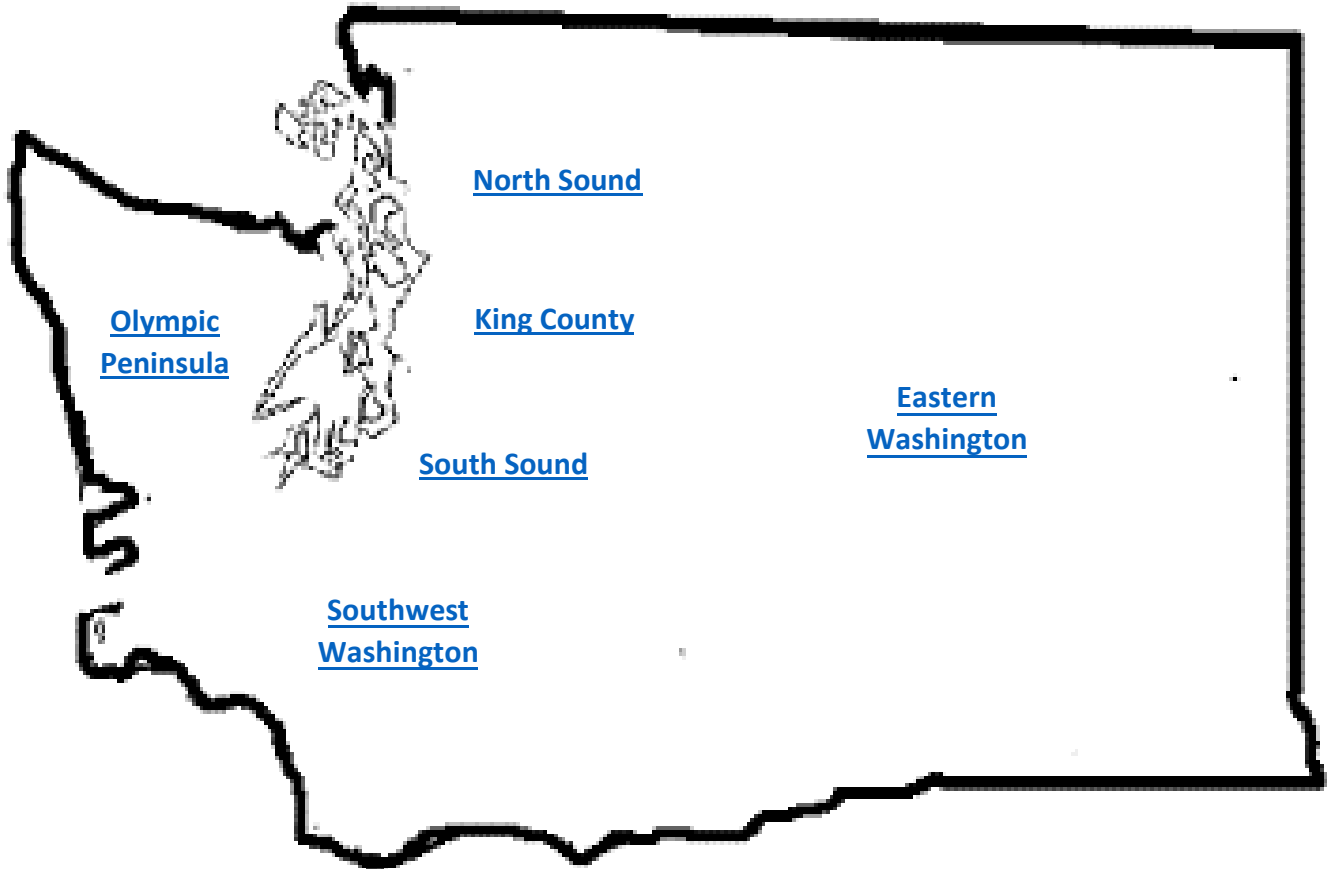 North Sound
Olympic
Peninsula
King County
Eastern
Washington
South Sound
Southwest
Washington